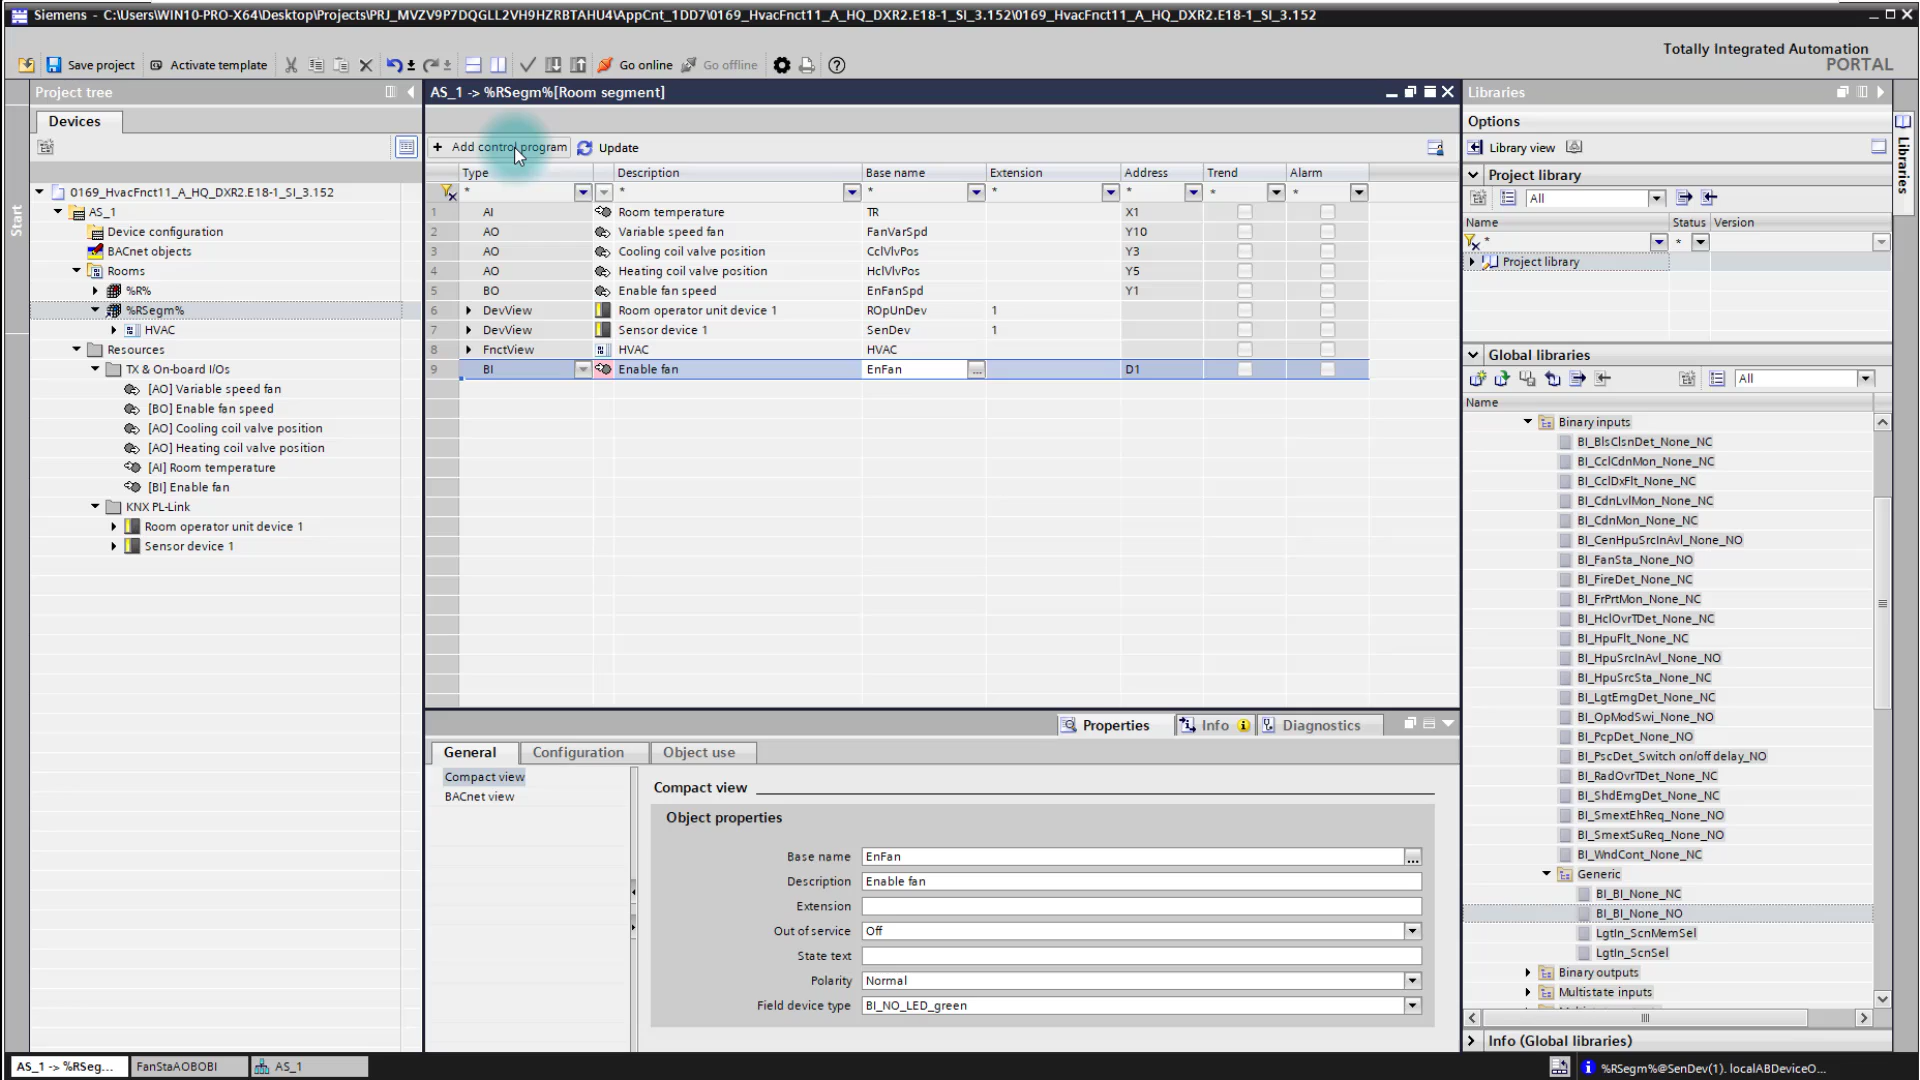 Siemens - C:\Users\WIN10-PRO-X64\Desktop\Projects\PRJ_MVZV9P7DQGLL2VH9HZRBTAHU4\AppCnt_1DD7\0169_HvacFnct11_A_HQ_DXR2.E18-1_SI_3.152\0169_HvacFnct11_A_HQ_DXR2.E18-1_SI_3.152
Totally Integrated Automation
PORTAL
Save project
Activate template
Go online
Go offline
Project tree
Devices
Start
0169_HvacFnct11_A_HQ_DXR2.E18-1_SI_3.152
AS_1
Device configuration
BACnet objects
Rooms
%R%
%RSegm%
HVAC
Resources
TX & On-board I/Os
[AO] Variable speed fan
[BO] Enable fan speed
[AO] Cooling coil valve position
[AO] Heating coil valve position
[AI] Room temperature
[BI] Enable fan
KNX PL-Link
Room operator unit device 1
Sensor device 1
AS_1 -> %RSegm%[Room segment]
+ Add control program
Update
Type Description Base name Extension Address Trend Alarm
* * * * * * *
1 AI Room temperature TR X1
2 AO Variable speed fan FanVarSpd Y10
3 AO Cooling coil valve position CclVlvPos Y3
4 AO Heating coil valve position HclVlvPos Y5
5 BO Enable fan speed EnFanSpd Y1
6 DevView Room operator unit device 1 ROpUnDev 1
7 DevView Sensor device 1 SenDev 1
8 FnctView HVAC HVAC
9 BI Enable fan EnFan ... D1
Properties Info Diagnostics
General Configuration Object use
Compact view
BACnet view
Compact view
Object properties
Base name EnFan ...
Description Enable fan
Extension
Out of service Off
State text
Polarity Normal
Field device type BI_NO_LED_green
Libraries
Options
Library view
Libraries
Project library
All
Name Status Version
* *
Project library
Global libraries
All
Name
Binary inputs
BI_BlsClsnDet_None_NC
BI_CclCdnMon_None_NC
BI_CclDxFlt_None_NC
BI_CdnLvlMon_None_NC
BI_CdnMon_None_NC
BI_CenHpuSrcInAvl_None_NO
BI_FanSta_None_NO
BI_FireDet_None_NC
BI_FrPrtMon_None_NC
BI_HclOvrTDet_None_NC
BI_HpuFlt_None_NC
BI_HpuSrcInAvl_None_NO
BI_HpuSrcSta_None_NC
BI_LgtEmgDet_None_NC
BI_OpModSwi_None_NO
BI_PcpDet_None_NO
BI_PscDet_Switch on/off delay_NO
BI_RadOvrTDet_None_NC
BI_ShdEmgDet_None_NC
BI_SmextEhReq_None_NO
BI_SmextSuReq_None_NO
BI_WndCont_None_NC
Generic
BI_BI_None_NC
BI_BI_None_NO
LgtIn_ScnMemSel
LgtIn_ScnSel
Binary outputs
Multistate inputs
Info (Global libraries)
AS_1 -> %RSeg...
FanStaAOBOBI
AS_1
%RSegm%@SenDev(1). localABDeviceO...